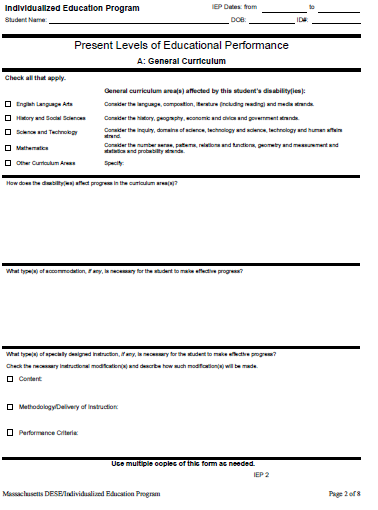 Individualized Education Program IEP Dates: from to
Student Name: DOB: ID#:
Present Levels of Educational Performance
A: General Curriculum
Check all that apply.
General curriculum area(s) affected by this student's disability(ies):
English Language Arts Consider the language, composition, literature (including reading) and media strands.
History and Social Sciences Consider the history, geography, economic and civics and government strands.
Science and Technology Consider the inquiry, domains of science, technology and science, technology and human affairs
strand.
Mathematics Consider the number sense, patterns, relations and functions, geometry and measurement and
statistics and probability strands.
Other Curriculum Areas Specify:
How does the disability(ies) affect progress in the curriculum area(s)?
What type(s) of accommodation, if any, is necessary for the student to make effective progress?
What type(s) of specially designed instruction, if any, is necessary for the student to make effective progress?
Check the necessary instructional modification(s) and describe how such modification(s) will be made.
Content:
Methodology/Delivery of Instruction:
Performance Criteria:
Use multiple copies of this form as needed.
IEP 2
Massachusetts DESE/Individualized Education Program Page 2 of 8